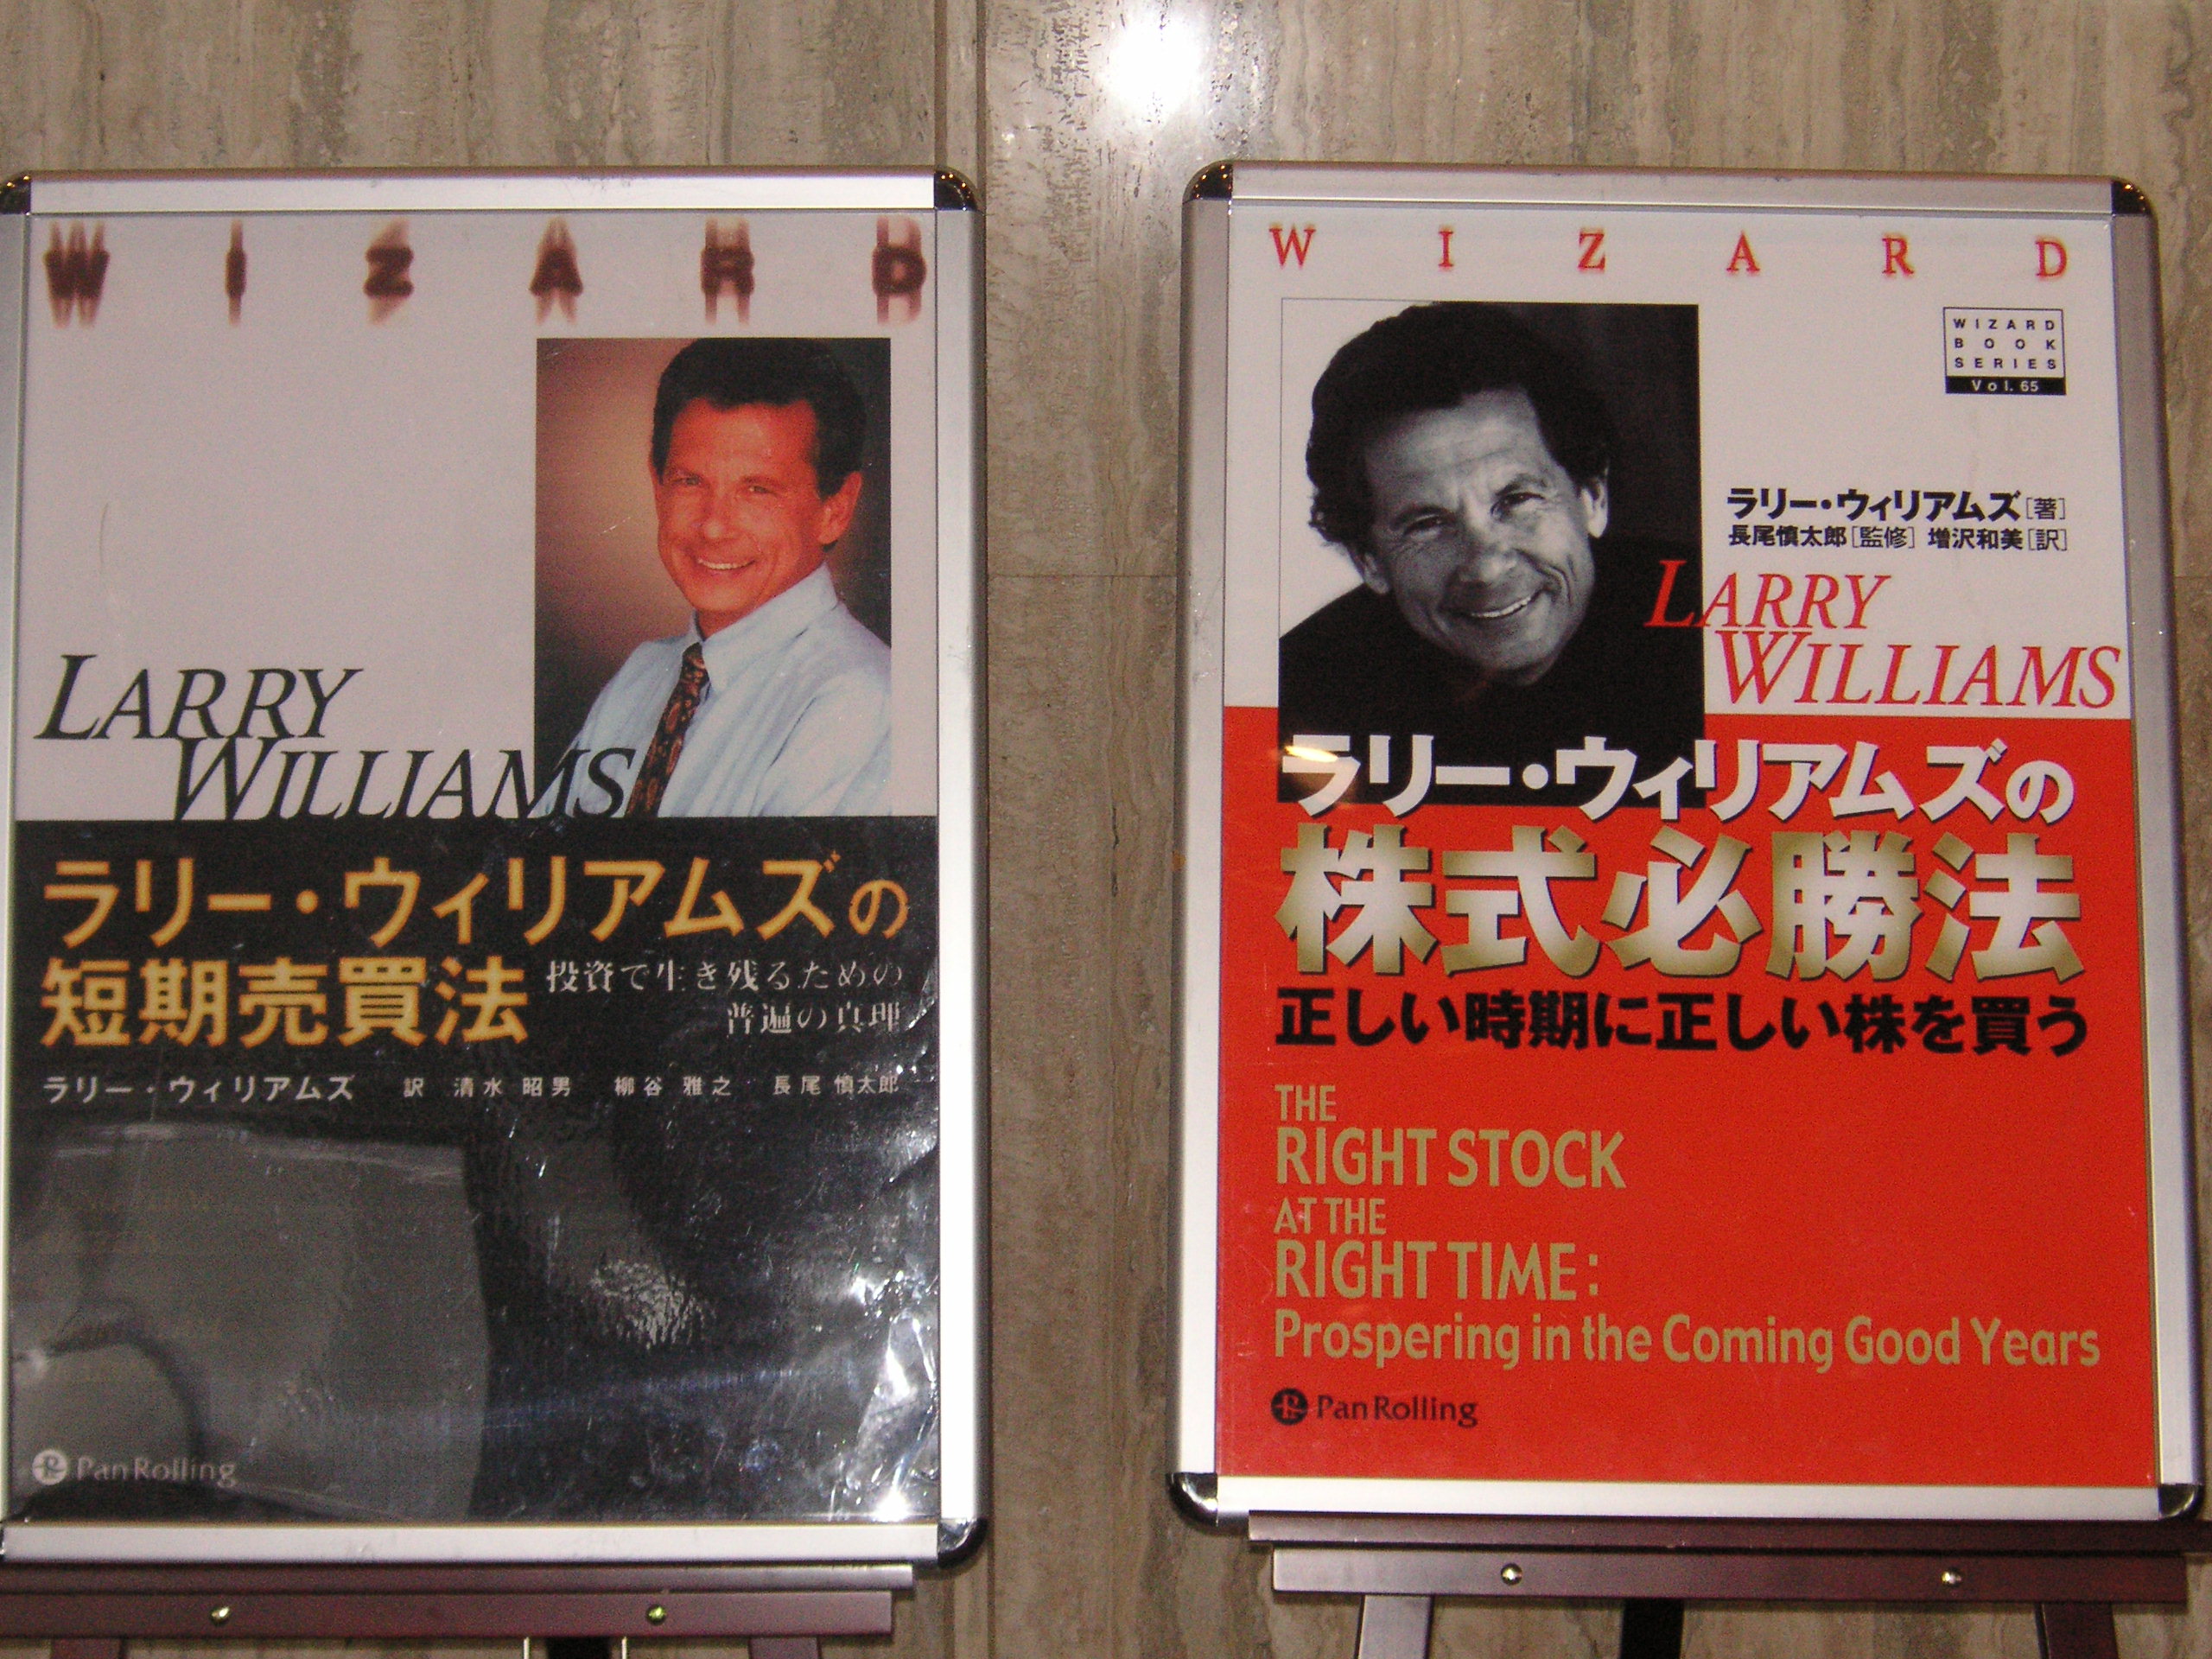 WIZARD
LARRY
WILLIAMS
ラリー・ウィリアムズの
短期売買法
投資で生き残るための
普遍の真理
ラリー・ウィリアムズ 訳 清水 昭男 柳谷 雅之 長尾 慎太郎
Pan Rolling
WIZARD
WIZARD
BOOK
SERIES
Vol. 65
ラリー・ウィリアムズ[著]
長尾慎太郎[監修] 増沢和美[訳]
LARRY
WILLIAMS
ラリー・ウィリアムズの
株式必勝法
正しい時期に正しい株を買う
THE
RIGHT STOCK
AT THE
RIGHT TIME:
Prospering in the Coming Good Years
Pan Rolling